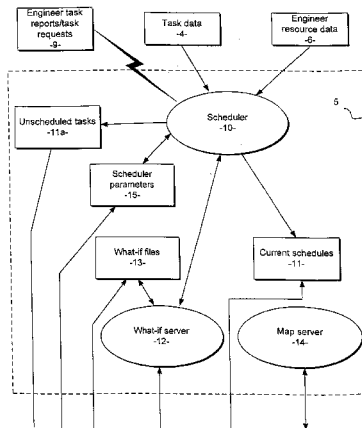 Engineer task
reports/task
requests
-9-
Task data
-4-
Engineer
resource data
-6-
Unscheduled tasks
-11a-
Scheduler
-10-
5
Scheduler
parameters
-15-
What-if files
-13-
Current schedules
-11-
What-if server
-12-
Map server
-14-